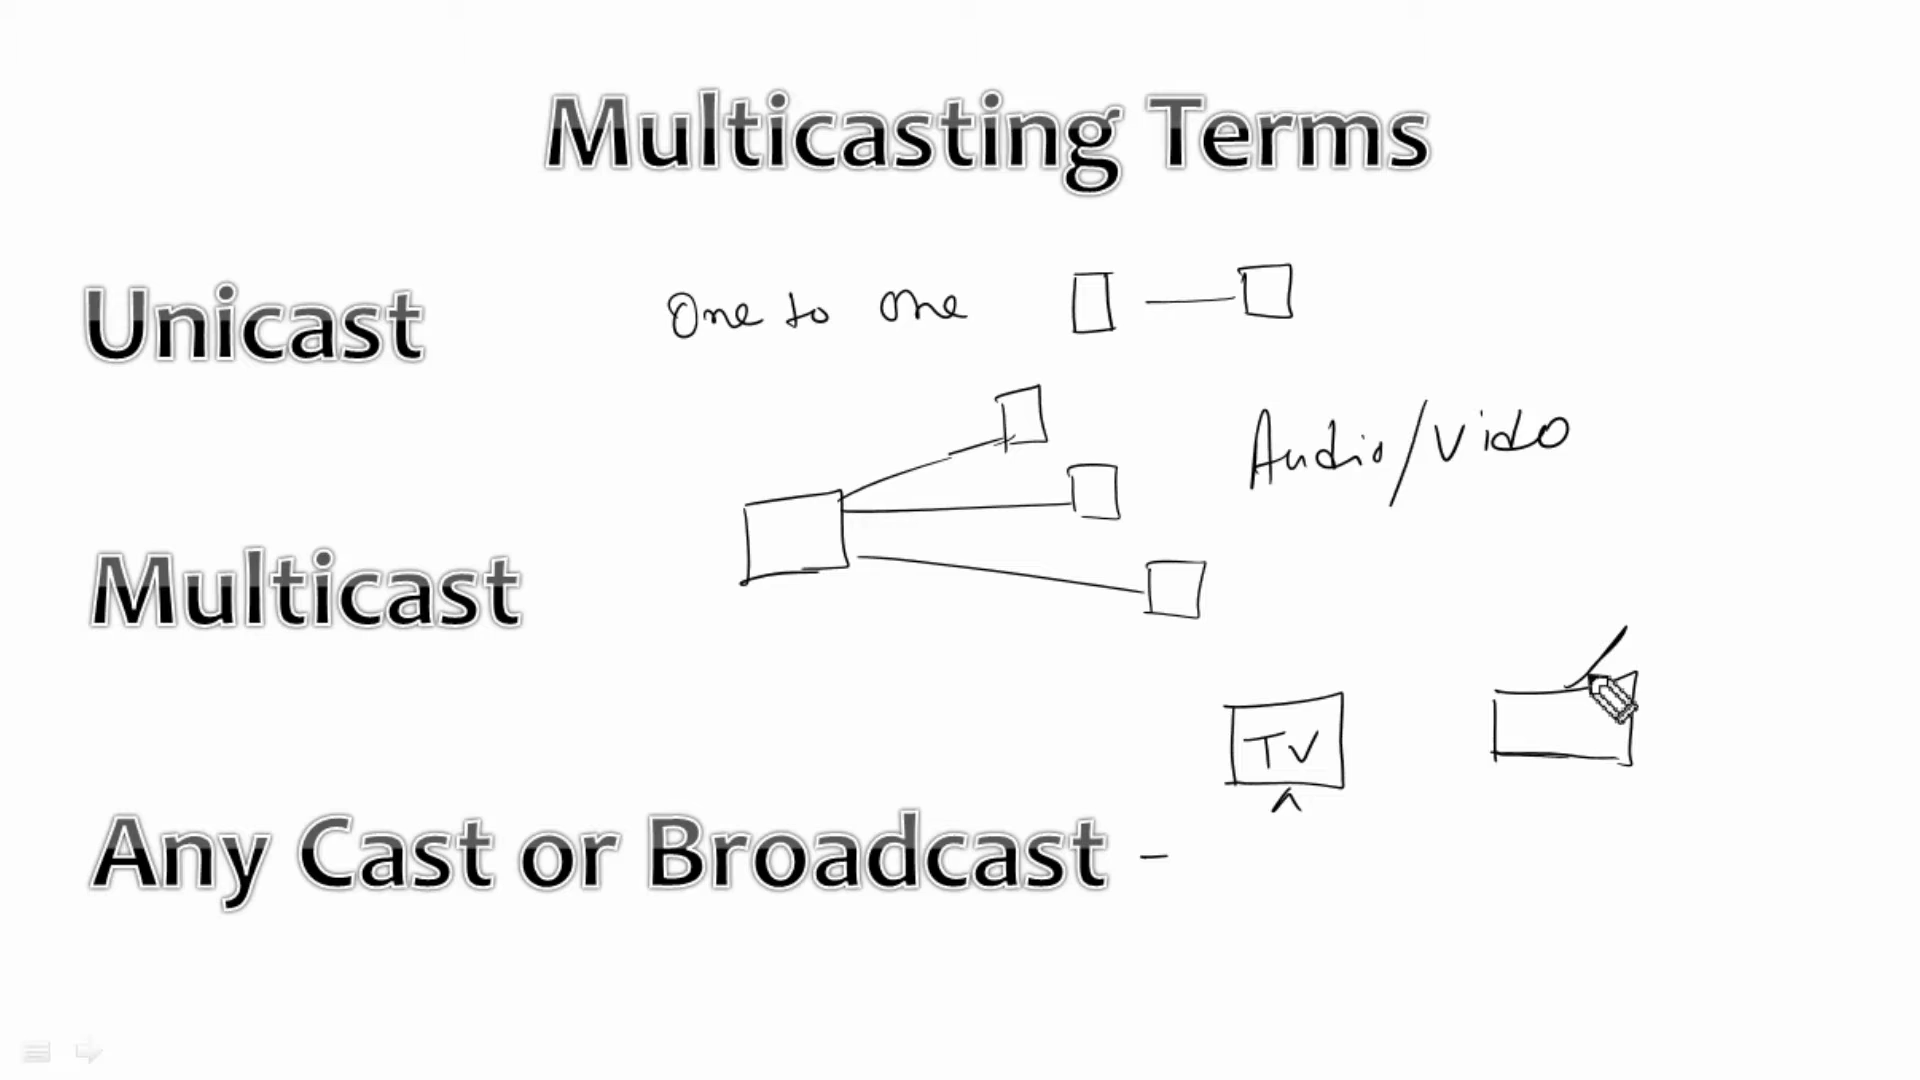 Multicasting Terms
Unicast
One to one
Audio/Vido
Multicast
TV
Any Cast or Broadcast -